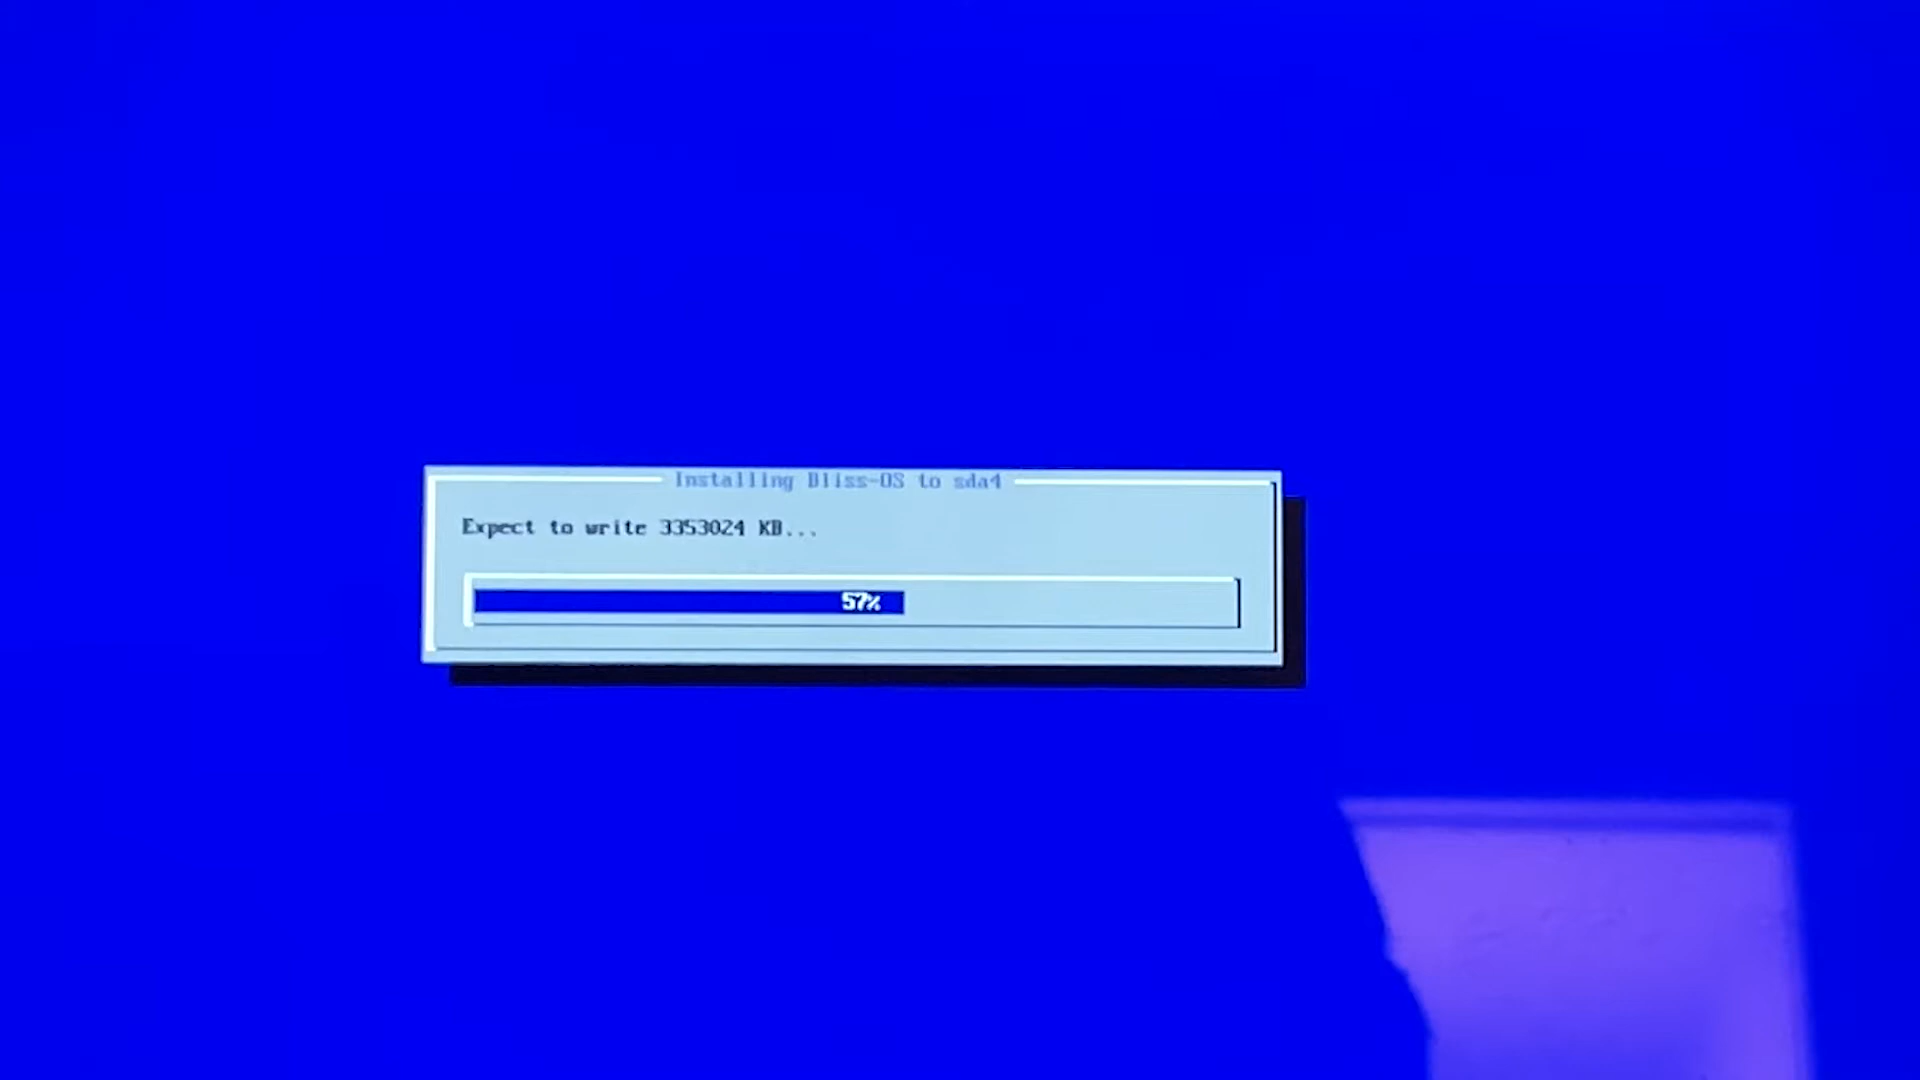 Installing Bliss-OS to sda4
Expect to write 3353024 KB...
57%